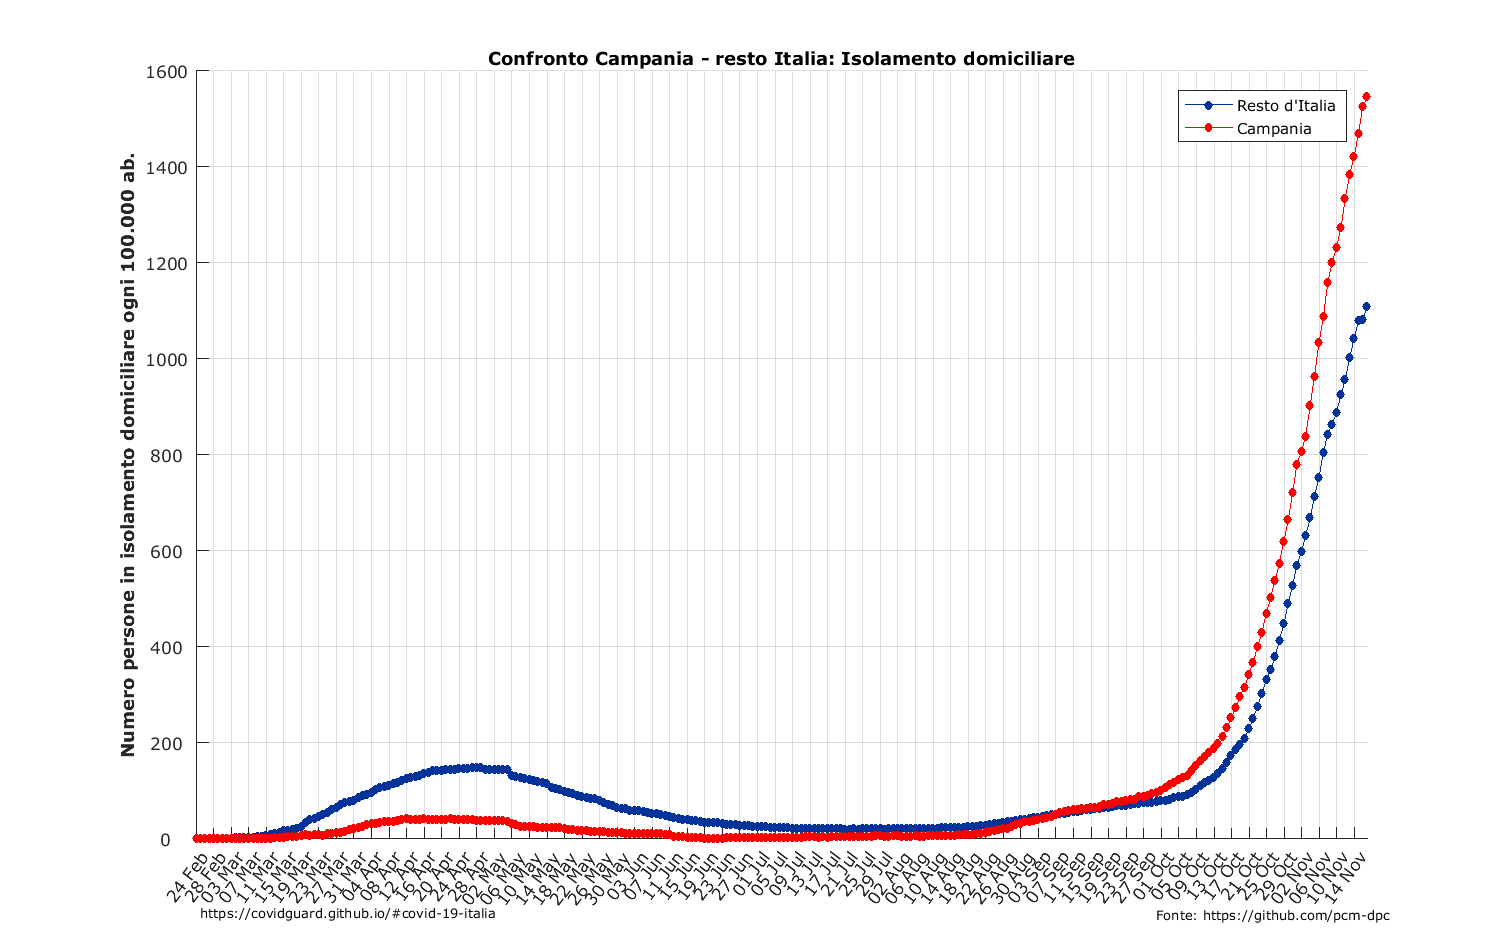 Confronto Campania - resto Italia: Isolamento domiciliare
Numero persone in isolamento domiciliare ogni 100.000 ab.
1600
1400
1200
1000
800
600
400
200
0
Resto d'Italia
Campania
24 Feb
28 Feb
03 Mar
07 Mar
11 Mar
15 Mar
19 Mar
23 Mar
27 Mar
31 Mar
04 Apr
08 Apr
12 Apr
16 Apr
20 Apr
24 Apr
28 Apr
02 May
06 May
10 May
14 May
18 May
22 May
26 May
30 May
03 Jun
07 Jun
11 Jun
15 Jun
19 Jun
23 Jun
27 Jun
01 Jul
05 Jul
09 Jul
13 Jul
17 Jul
21 Jul
25 Jul
29 Jul
02 Aug
06 Aug
10 Aug
14 Aug
18 Aug
22 Aug
26 Aug
30 Aug
03 Sep
07 Sep
11 Sep
15 Sep
19 Sep
23 Sep
27 Sep
01 Oct
05 Oct
09 Oct
13 Oct
17 Oct
21 Oct
25 Oct
29 Oct
02 Nov
06 Nov
10 Nov
14 Nov
https://covidguard.github.io/#covid-19-italia
Fonte: https://github.com/pcm-dpc